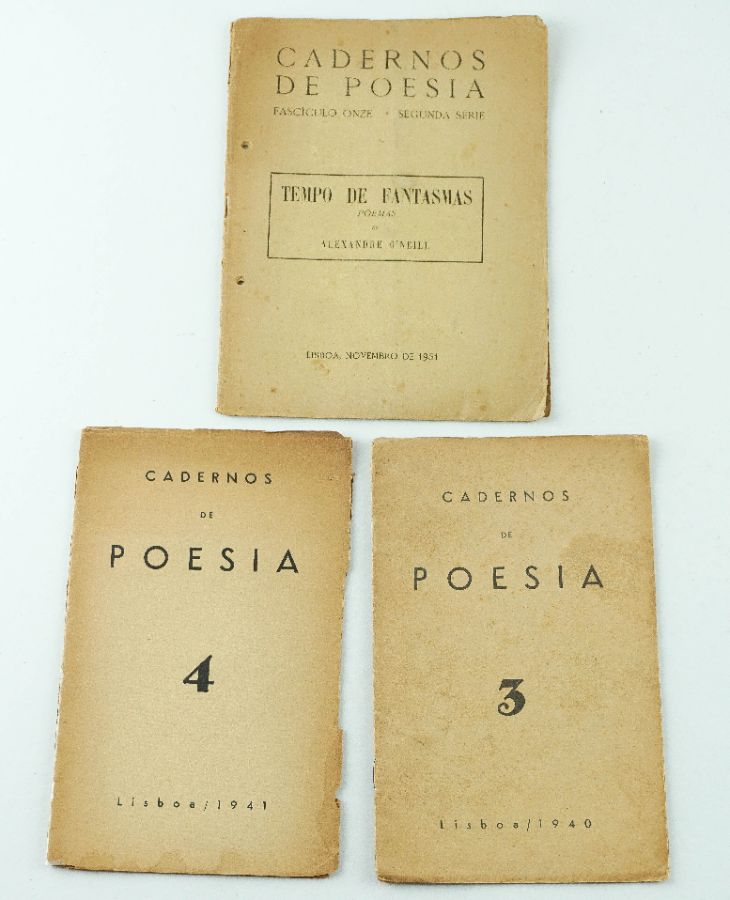 CADERNOS
DE POESIA
FASCÍCULO ONZE • SEGUNDA SÉRIE
TEMPO DE FANTASMAS
POEMAS
DE
ALEXANDRE O'NEILL
LISBOA, NOVEMBRO DE 1951
CADERNOS
DE
POESIA
4
Lisboa/1941
CADERNOS
DE
POESIA
3
Lisboa/1940